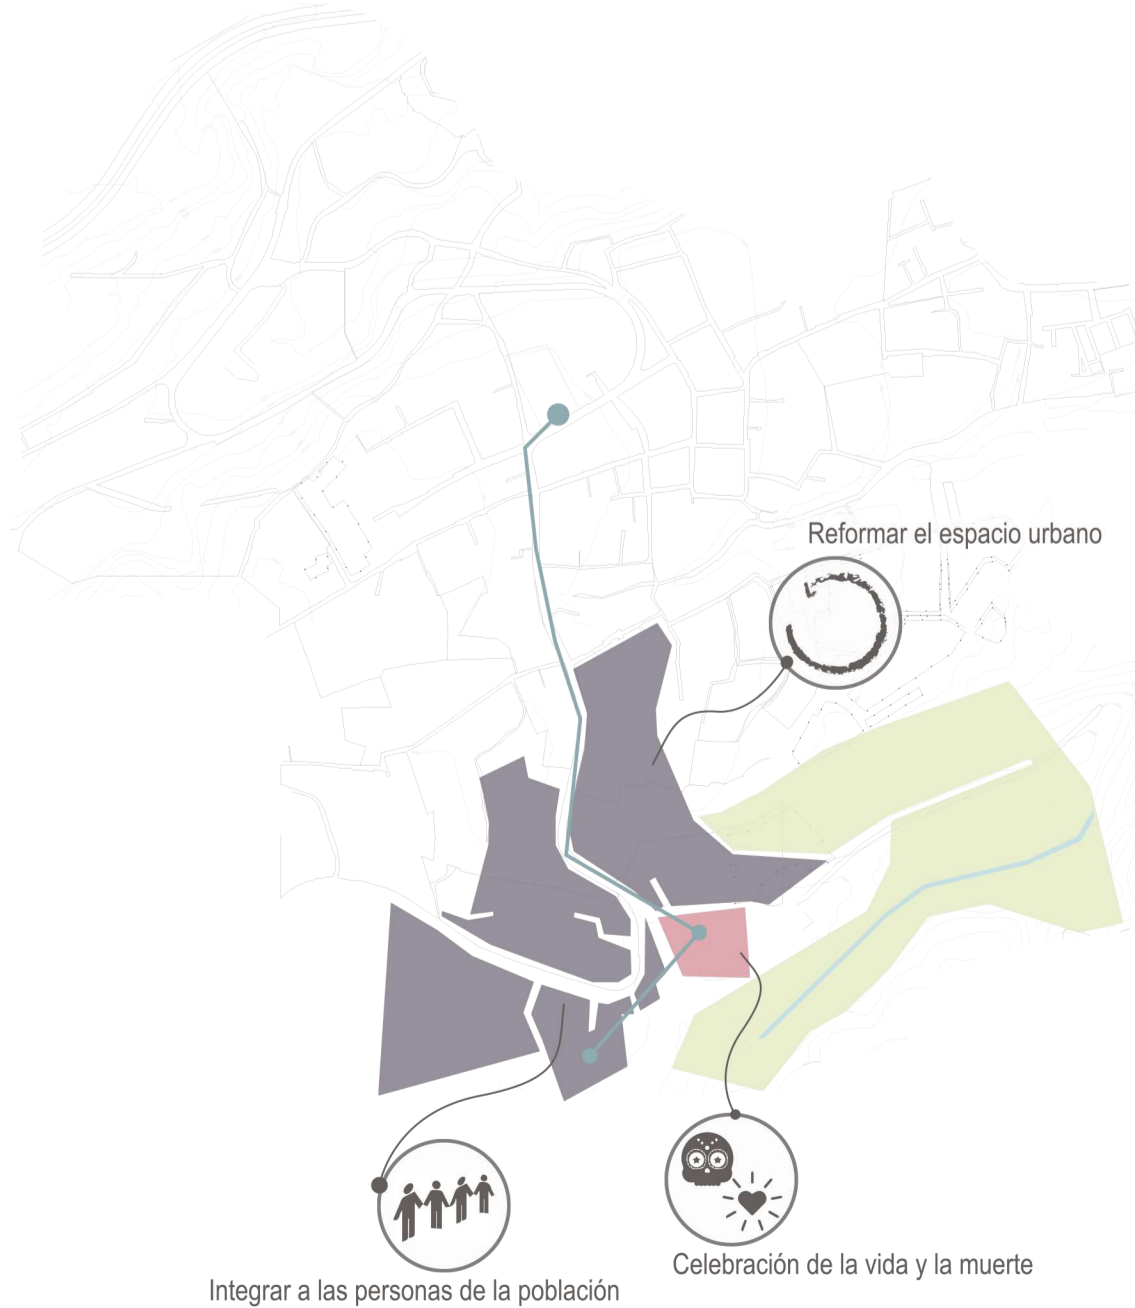 Reformar el espacio urbano
Celebración de la vida y la muerte
Integrar a las personas de la población